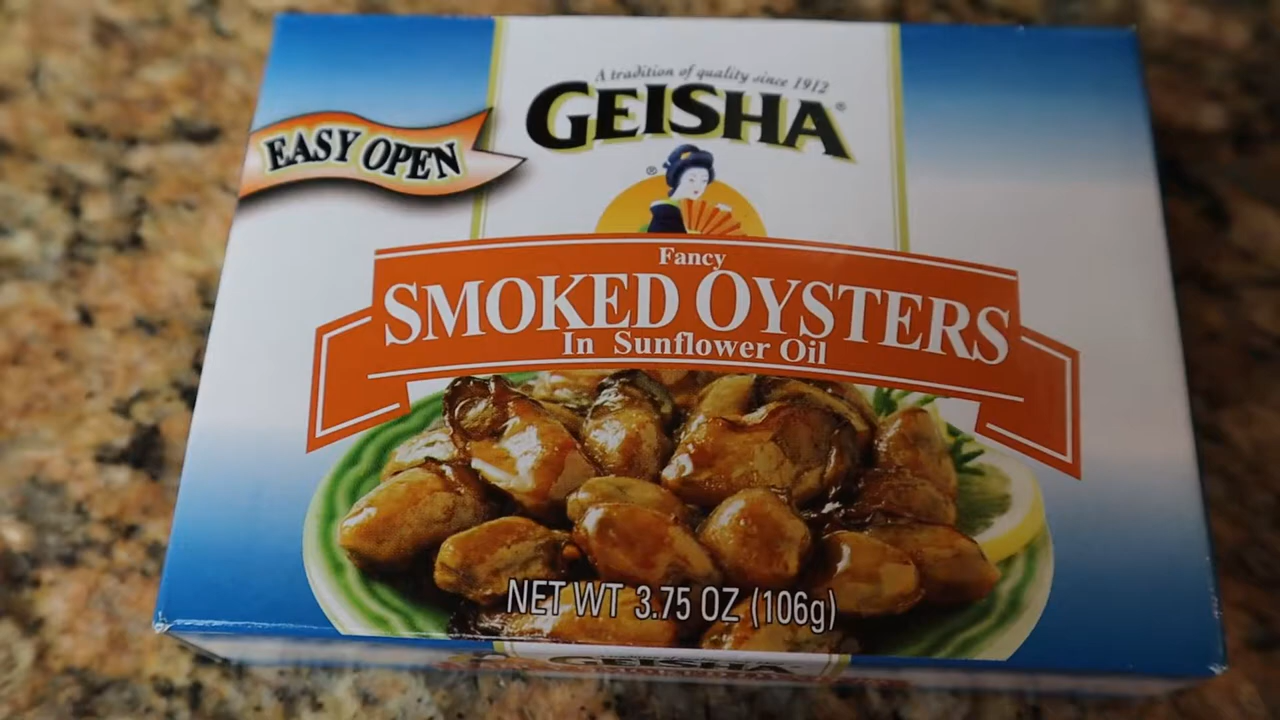 A tradition of quality since 1912
GEISHA®
EASY OPEN
®
Fancy
SMOKED OYSTERS
In Sunflower Oil
NET WT 3.75 OZ (106g)
GEISHA